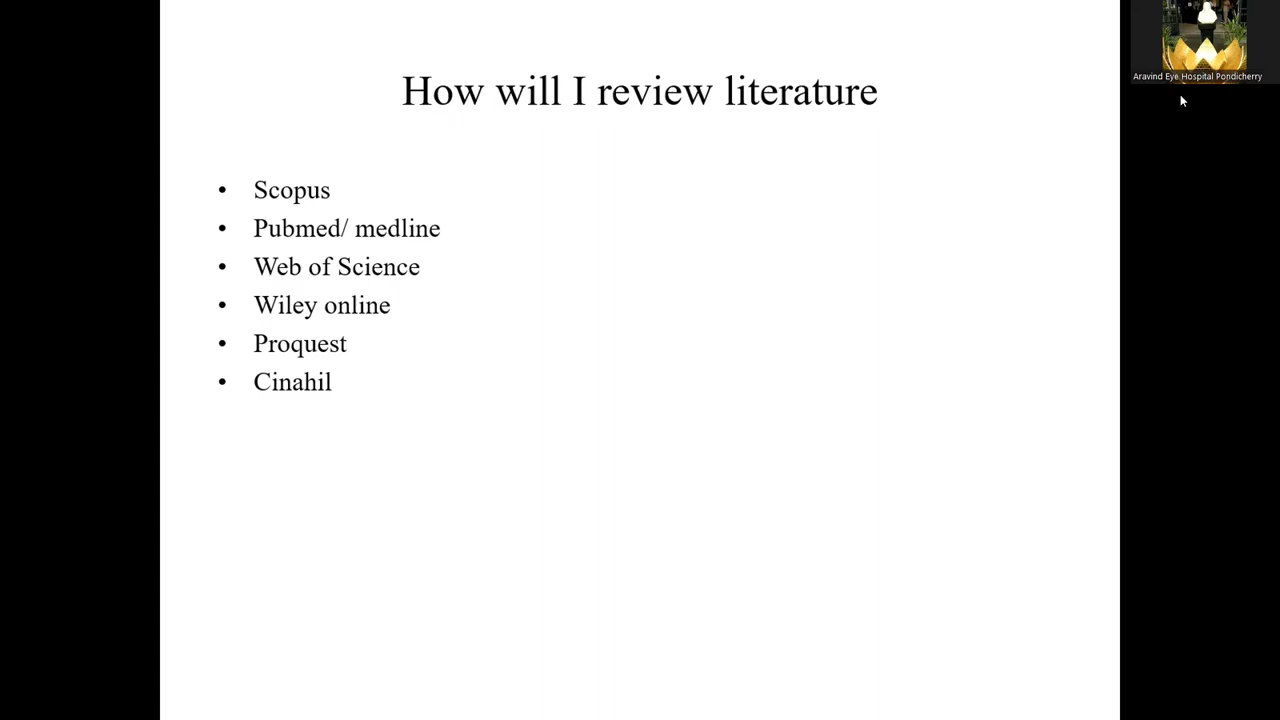 How will I review literature
• Scopus
• Pubmed/ medline
• Web of Science
• Wiley online
• Proquest
• Cinahil
Aravind Eye Hospital Pondicherry